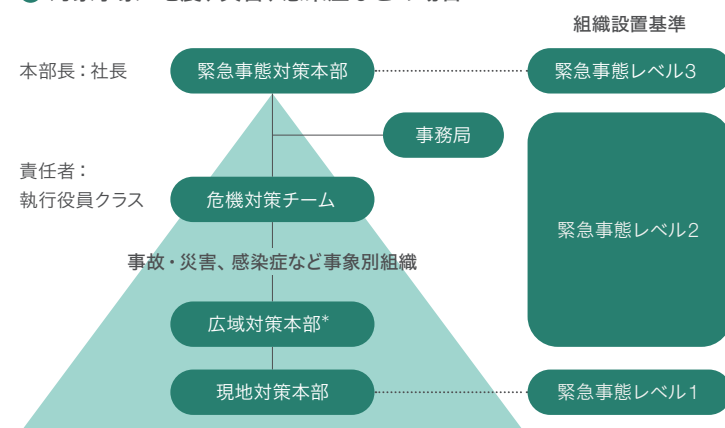 組織設置基準
本部長：社長
緊急事態対策本部
緊急事態レベル3
事務局
責任者：
執行役員クラス
危機対策チーム
緊急事態レベル2
事故・災害、感染症など事象別組織
広域対策本部*
現地対策本部
緊急事態レベル1